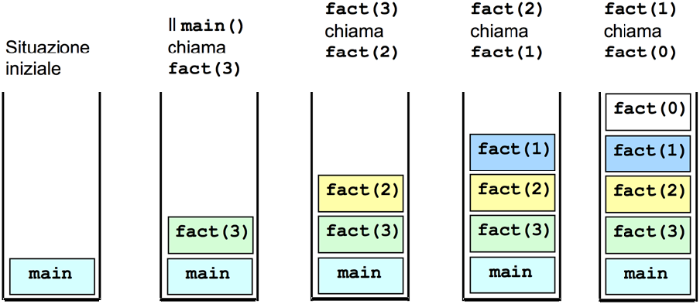 Situazione
iniziale
Il main()
chiama
fact(3)
fact(3)
chiama
fact(2)
fact(2)
chiama
fact(1)
fact(1)
chiama
fact(0)
main
fact(3)
main
fact(2)
fact(3)
main
fact(1)
fact(2)
fact(3)
main
fact(0)
fact(1)
fact(2)
fact(3)
main